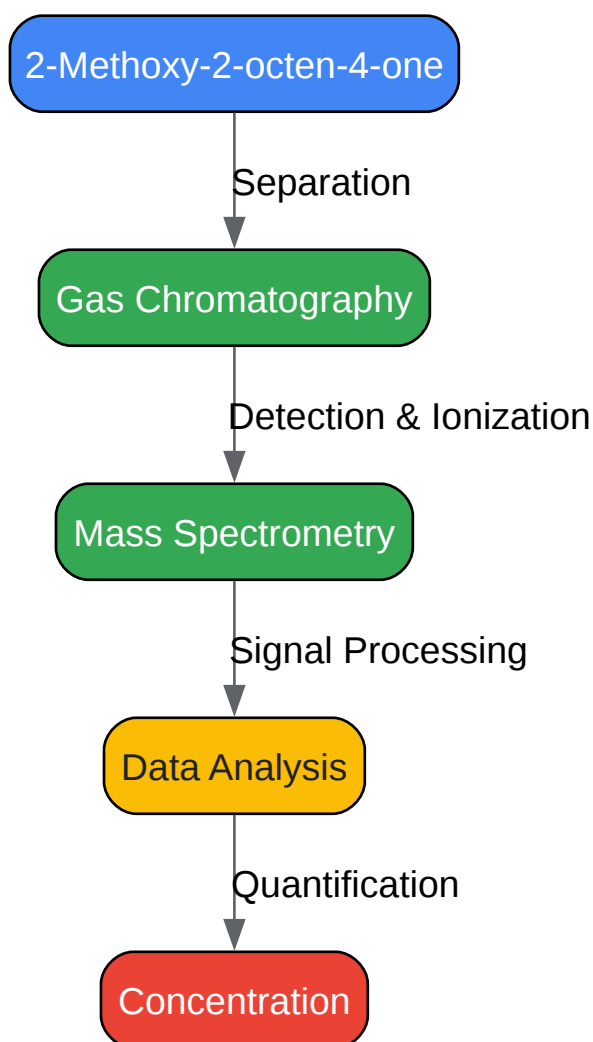 2-Methoxy-2-octen-4-one
Separation
Gas Chromatography
Detection & Ionization
Mass Spectrometry
Signal Processing
Data Analysis
Quantification
Concentration